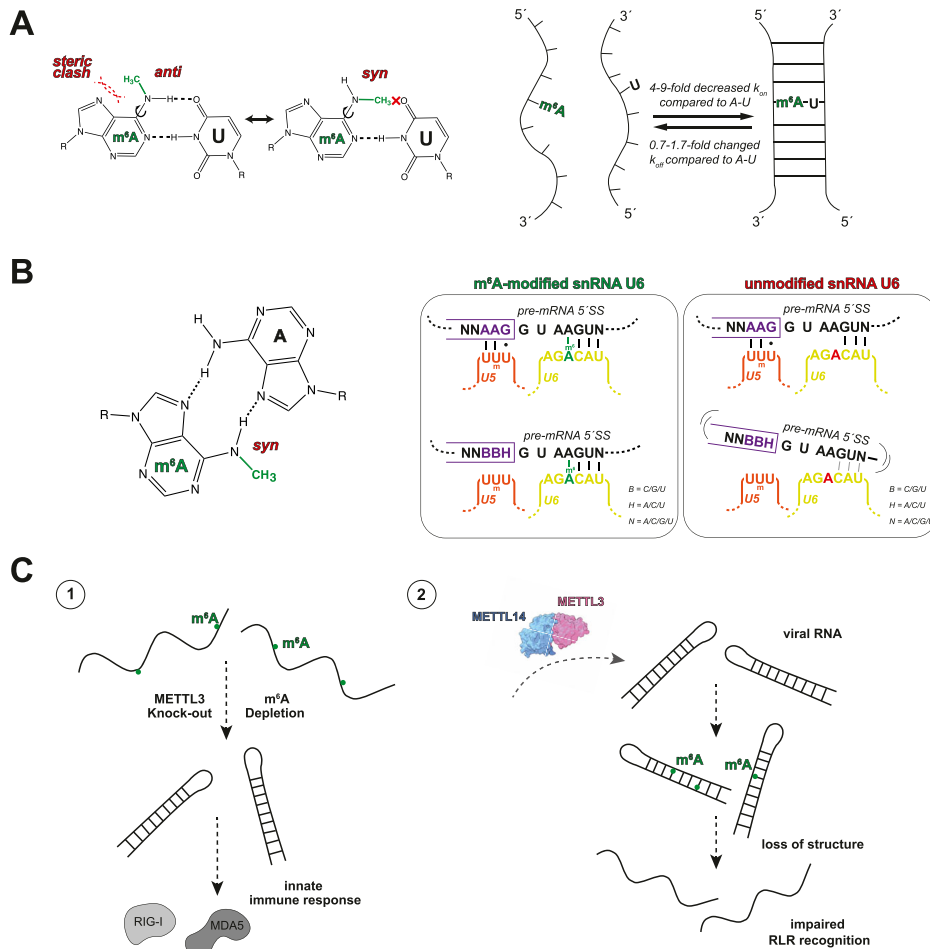 A
steric
clash
anti
H₃C
N
H
O
N
N
N
N
m⁶A
R
H
N
U
O
N
R
H
syn
N
CH₃
O
N
N
N
N
m⁶A
R
H
N
U
O
N
R
5´
3´
m⁶A
U
3´
5´
4-9-fold decreased kon
compared to A-U
0.7-1.7-fold changed
koff compared to A-U
5´
3´
m⁶A
U
3´
5´
B
H
N
H
A
N
N
N
N
R
R
N
N
H
syn
m⁶A
N
CH₃
N
N
m⁶A-modified snRNA U6
pre-mRNA 5´SS
NNAAG G U AAGUN
m⁶
UUU
m
U5
AGACAU
U6
pre-mRNA 5´SS
NNBBH G U AAGUN
m⁶
UUU
m
U5
AGACAU
U6
B = C/G/U
H = A/C/U
N = A/C/G/U
unmodified snRNA U6
pre-mRNA 5´SS
NNAAG G U AAGUN
UUU
m
U5
AGACAU
U6
pre-mRNA 5´SS
NNBBH G U AAGUN
UUU
m
U5
AGACAU
U6
B = C/G/U
H = A/C/U
N = A/C/G/U
C
1
m⁶A
m⁶A
METTL3
Knock-out
m⁶A
Depletion
innate
immune response
RIG-I
MDA5
2
METTL14
METTL3
viral RNA
m⁶A
m⁶A
loss of structure
impaired
RLR recognition